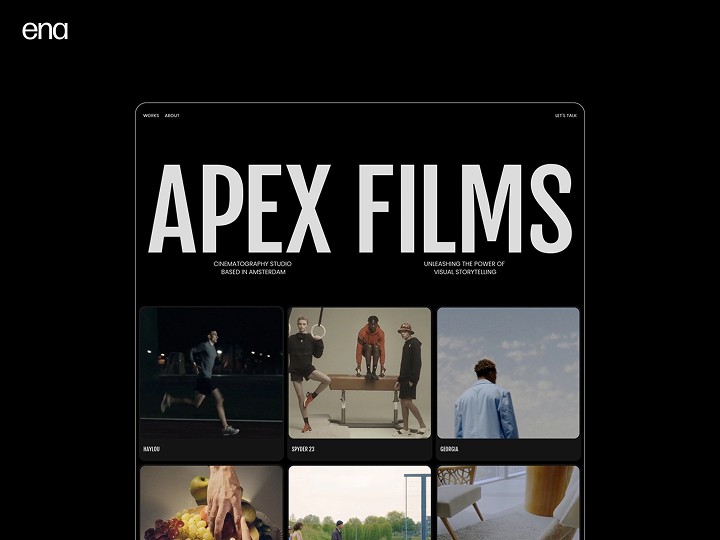 ena
WORKS ABOUT
LET'S TALK
APEX FILMS
CINEMATOGRAPHY STUDIO
BASED IN AMSTERDAM
UNLEASHING THE POWER OF
VISUAL STORYTELLING
HAYLOU
SPYDER 23
GEORGIA